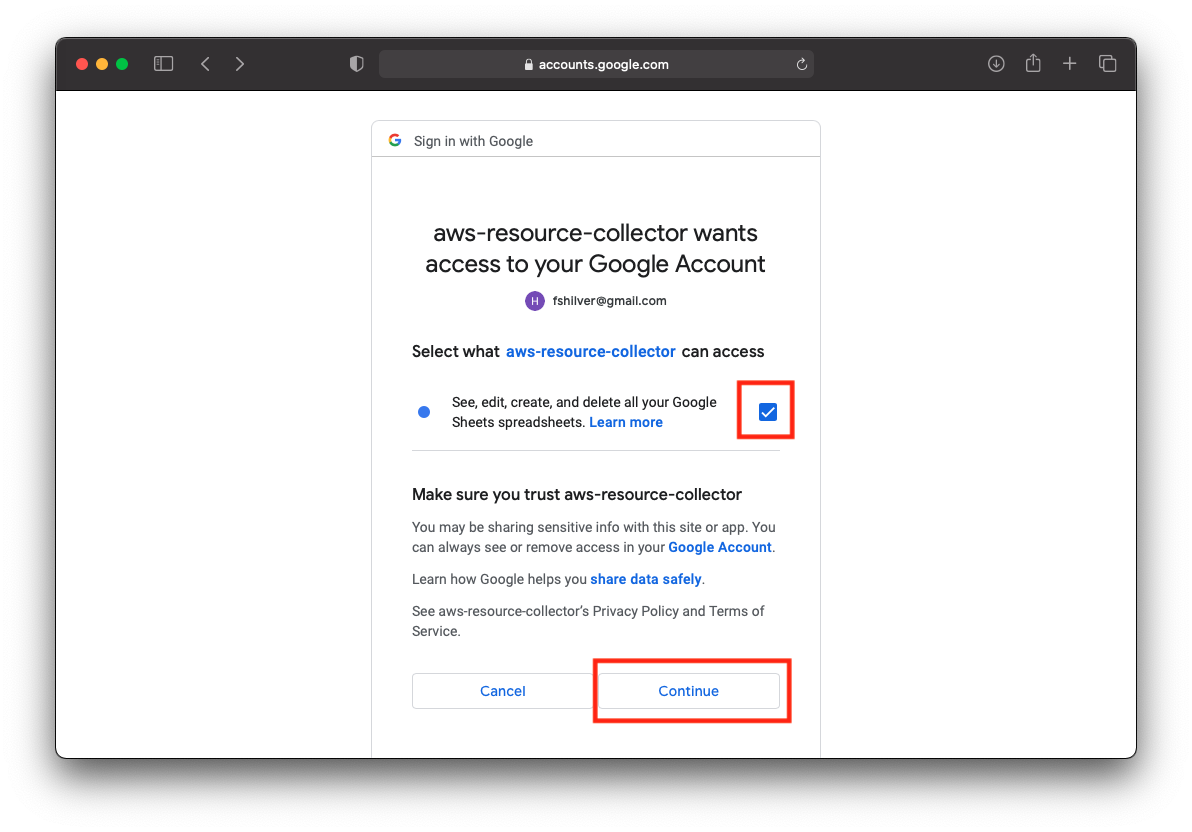 accounts.google.com
Sign in with Google
aws-resource-collector wants
access to your Google Account
H fshilver@gmail.com
Select what aws-resource-collector can access
See, edit, create, and delete all your Google
Sheets spreadsheets. Learn more
Make sure you trust aws-resource-collector
You may be sharing sensitive info with this site or app. You
can always see or remove access in your Google Account.
Learn how Google helps you share data safely.
See aws-resource-collector’s Privacy Policy and Terms of
Service.
Cancel Continue